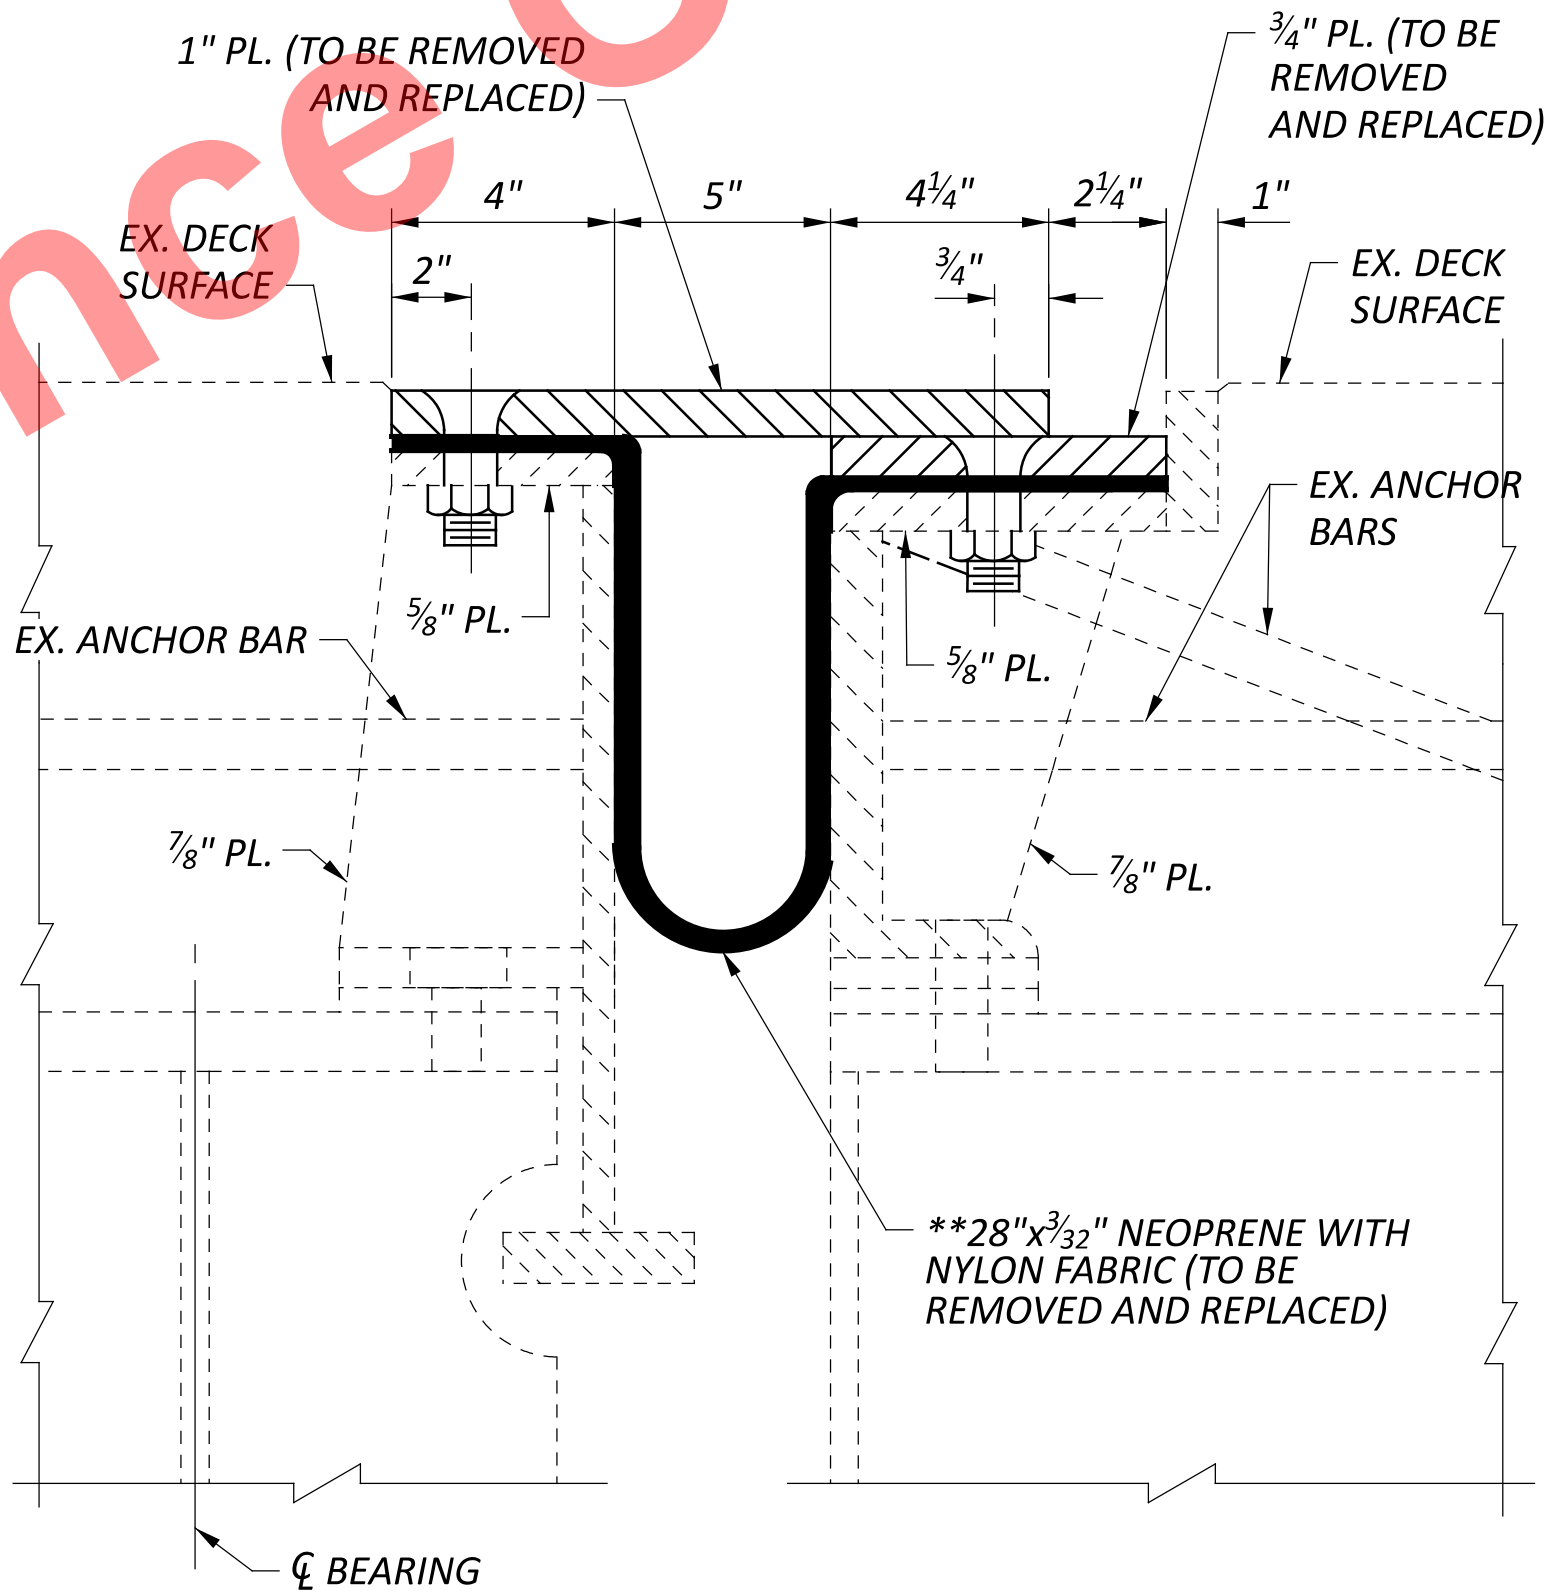 1" PL. (TO BE REMOVED
AND REPLACED)
¾" PL. (TO BE
REMOVED
AND REPLACED)
4"
5"
4¼"
2¼"
1"
2"
¾"
EX. DECK
SURFACE
EX. DECK
SURFACE
EX. ANCHOR
BARS
⅝" PL.
EX. ANCHOR BAR
⅝" PL.
⅞" PL.
⅞" PL.
**28"x3/32" NEOPRENE WITH
NYLON FABRIC (TO BE
REMOVED AND REPLACED)
℄ BEARING
nce